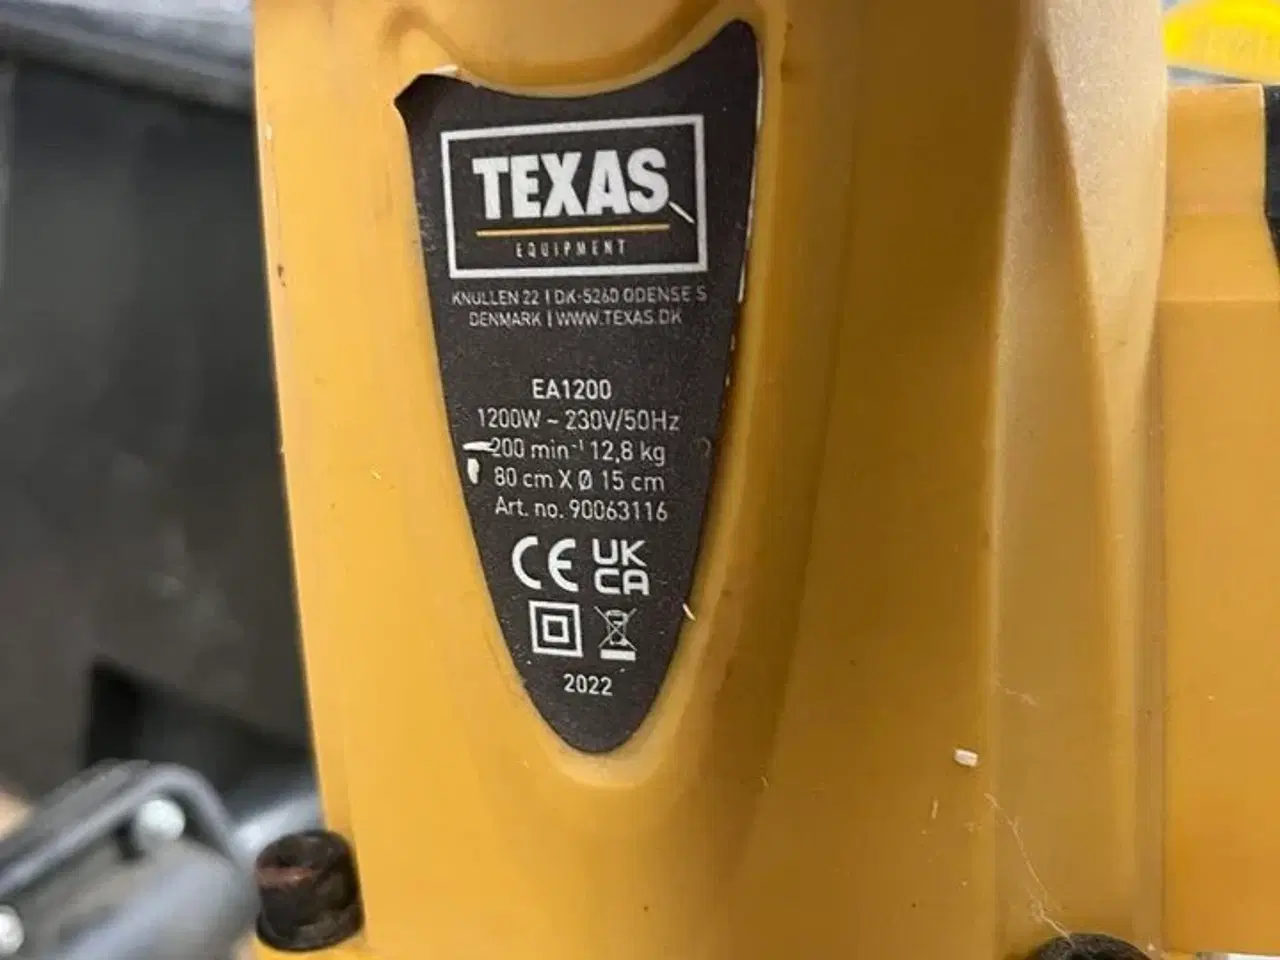 TEXAS
EQUIPMENT
KNULLEN 22 | DK-5260 ODENSE S
DENMARK | WWW.TEXAS.DK
EA1200
1200W ~ 230V/50Hz
200 min⁻¹ 12,8 kg
80 cm X Ø 15 cm
Art. no. 90063116
CE UK
CA
2022